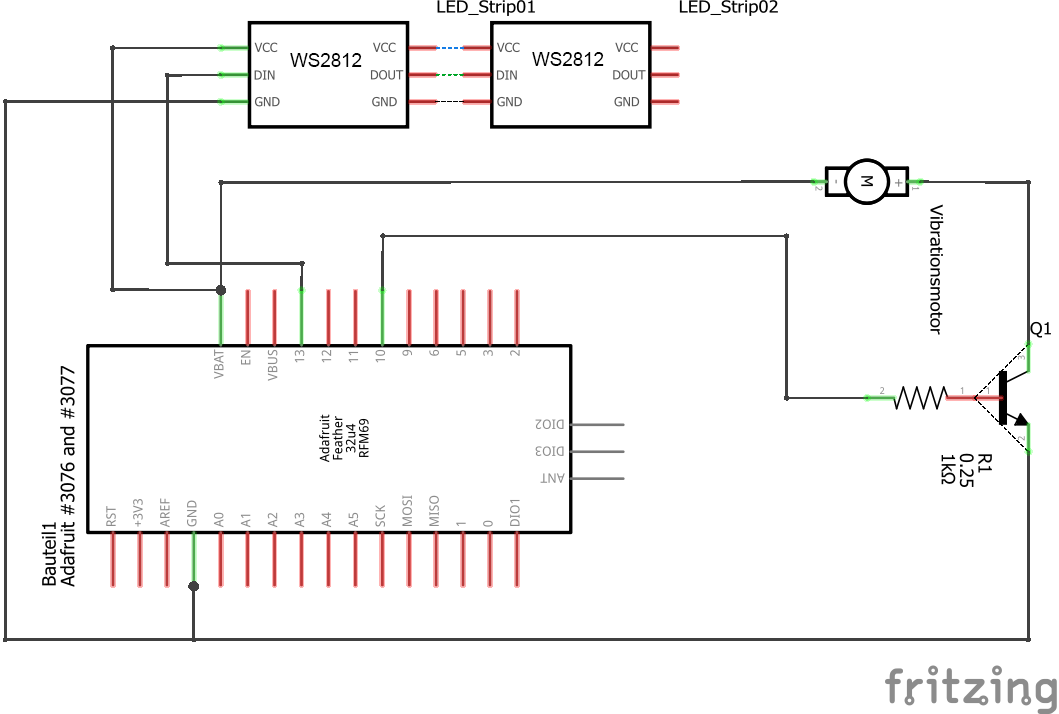 LED_Strip01
LED_Strip02
VCC
DIN
GND
WS2812
VCC
DOUT
GND
VCC
DIN
GND
WS2812
VCC
DOUT
GND
2
-
M
+
1
Vibrationsmotor
VBAT
EN
VBUS
13
12
11
10
9
6
5
3
2
Q1
3
2
1
1
2
R1
0.25
1kΩ
Adafruit
Feather
32u4
RFM69
DIO2
DIO3
ANT
Bauteil1
Adafruit #3076 and #3077
RST
+3V3
AREF
GND
A0
A1
A2
A3
A4
A5
SCK
MOSI
MISO
1
0
DIO1
fritzing